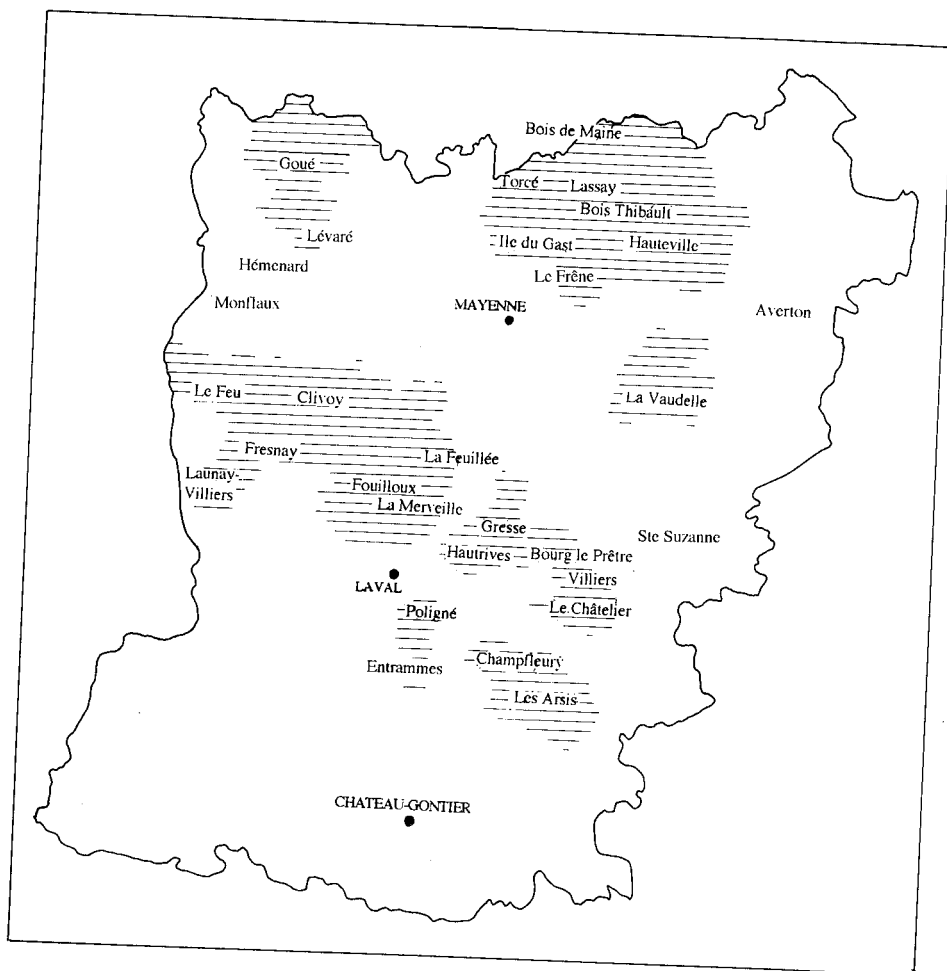 Bois de Maine
Goué
Torcé
Lassay
Bois Thibault
Lévaré
Ile du Gast
Hauteville
Hémenard
Le Frêne
Monflaux
MAYENNE
Averton
Le Feu
Clivoy
La Vaudelle
Fresnay
La Feuillée
Launay-
Villiers
Fouilloux
La Merveille
Gresse
Ste Suzanne
Hautrives
Bourg le Prêtre
Villiers
LAVAL
Poligné
Le Châtelier
Entrammes
Champfleury
Les Arsis
CHATEAU-GONTIER